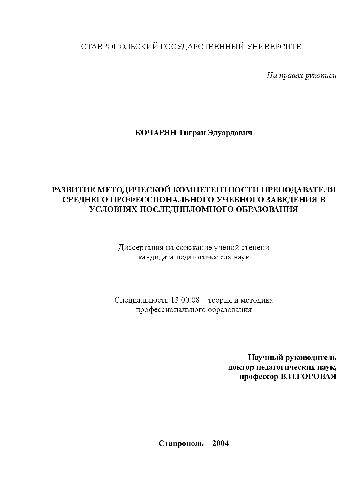 СТАВРОПОЛЬСКИЙ ГОСУДАРСТВЕННЫЙ УНИВЕРСИТЕТ
На правах рукописи
КОЧАРЯН Тигран Эдуардович
РАЗВИТИЕ МЕТОДИЧЕСКОЙ КОМПЕТЕНТНОСТИ ПРЕПОДАВАТЕЛЯ
СРЕДНЕГО ПРОФЕССИОНАЛЬНОГО УЧЕБНОГО ЗАВЕДЕНИЯ В
УСЛОВИЯХ ПОСЛЕДИПЛОМНОГО ОБРАЗОВАНИЯ
Диссертация на соискание ученой степени
кандидата педагогических наук
Специальность 13.00.08 – теория и методика
профессионального образования
Научный руководитель
доктор педагогических наук,
профессор В.П.ГОРОВАЯ
Ставрополь – 2004